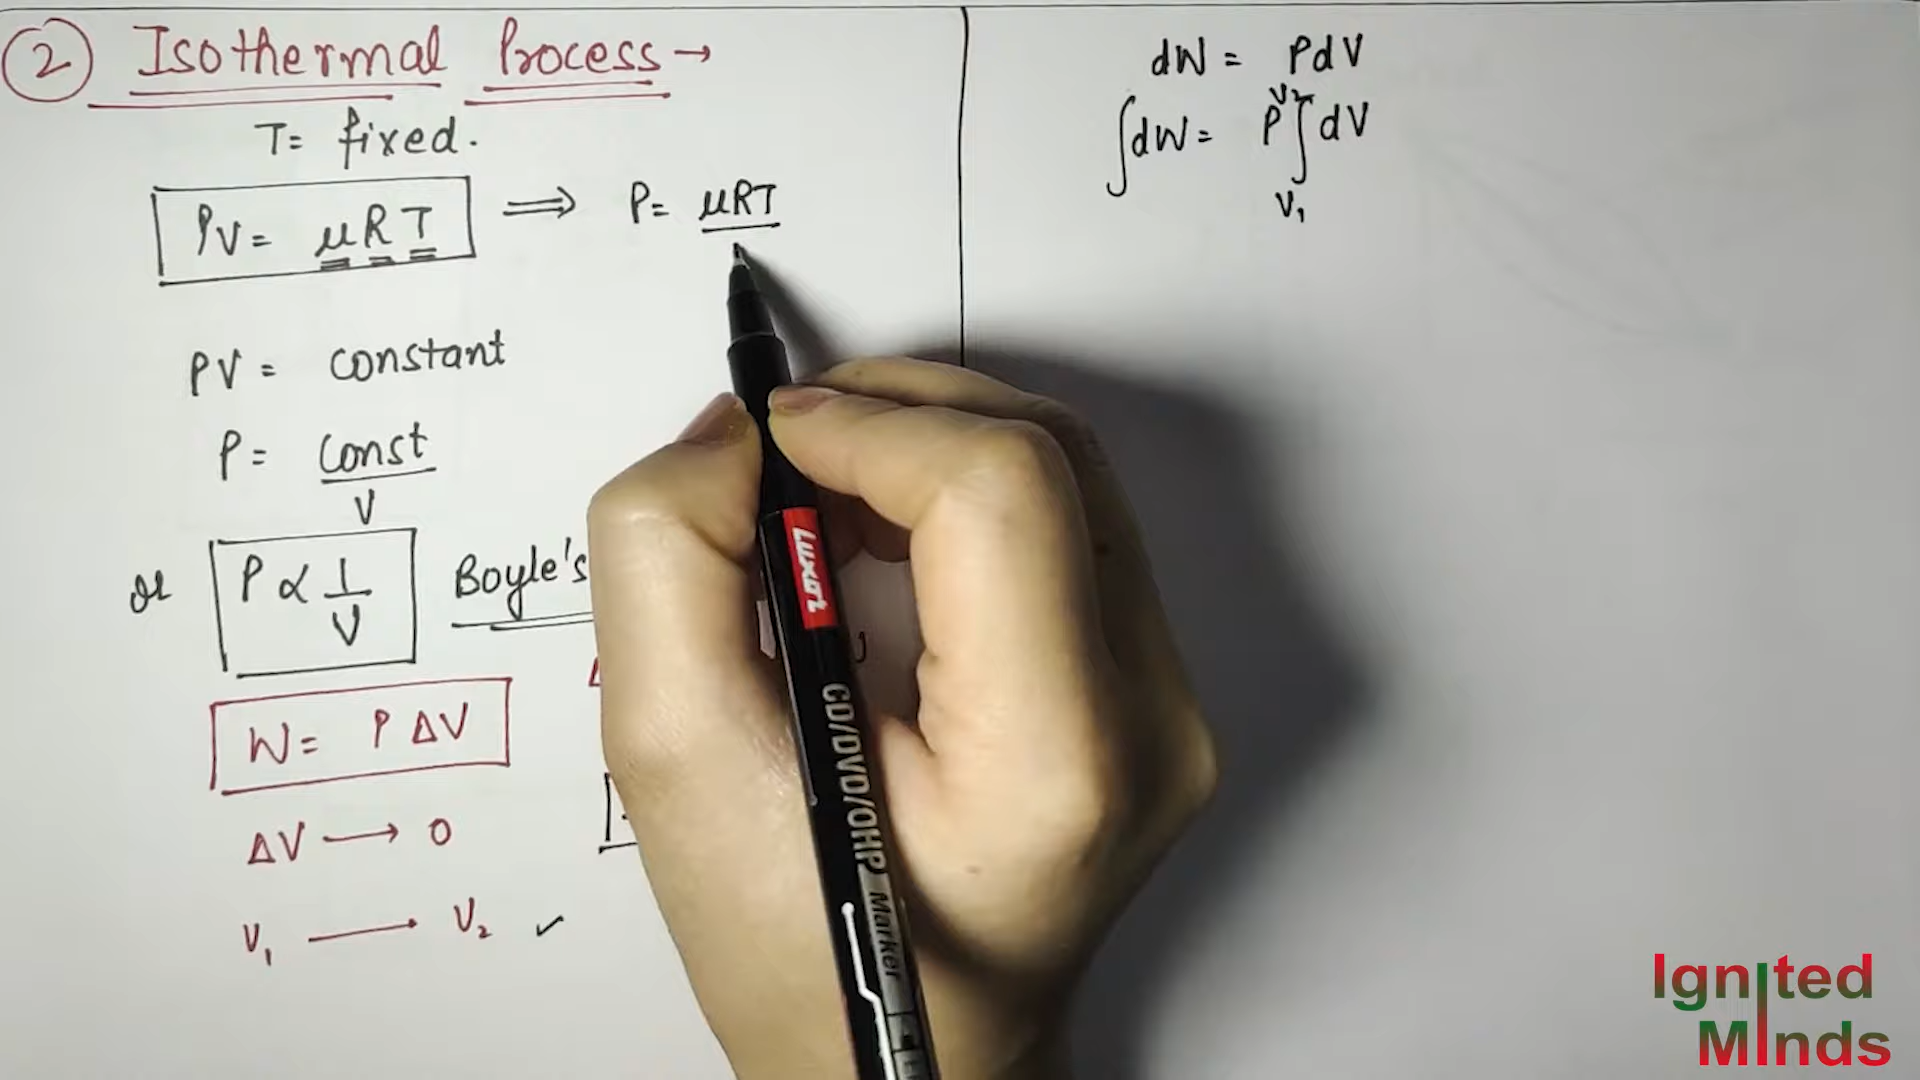 ② Isothermal Process →
T = fixed.
PV = μRT ⟹ P = μRT
PV = constant
P = const
V
or P ∝ 1/V Boyle's
W = P ΔV
ΔV → 0
V₁ → V₂ ✓
dW = PdV
∫dW = P∫dV
V₂
V₁
Luxor
CD/DVD/OHP Marker
Ignited
Minds